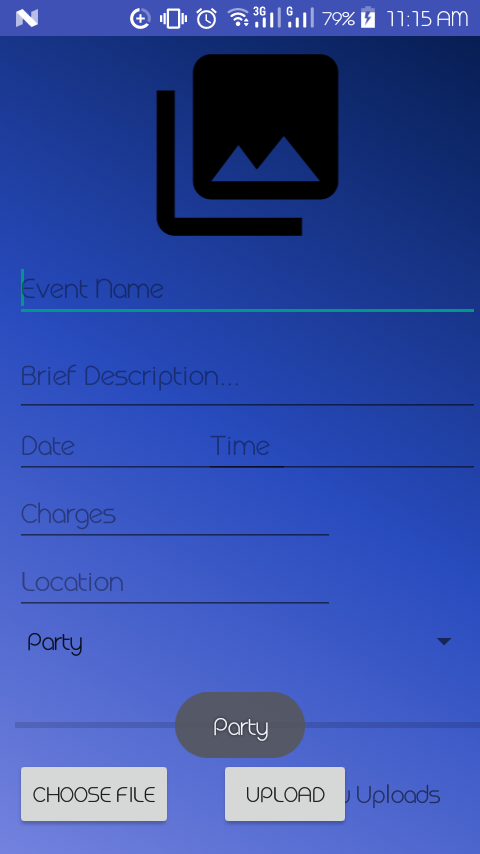 3G G 79% 11:15 AM
Event Name
Brief Description...
Date Time
Charges
Location
Party
Party
CHOOSE FILE UPLOAD Uploads